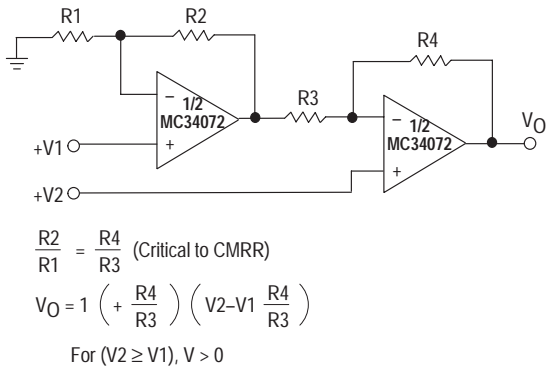 R1
R2
R4
R3
–
1/2
MC34072
+
–
1/2
MC34072
+
VO
+V1
+V2
R2/R1 = R4/R3 (Critical to CMRR)
VO = 1 ( + R4/R3 ) ( V2–V1 R4/R3 )
For (V2 ≥ V1), V > 0